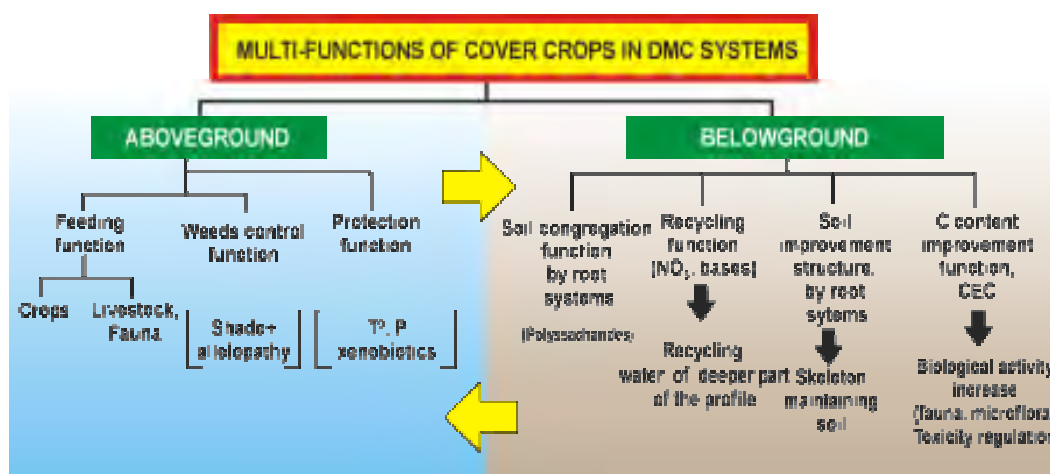 MULTI-FUNCTIONS OF COVER CROPS IN DMC SYSTEMS
ABOVEGROUND
BELOWGROUND
Feeding
function
Weeds control
function
Protection
function
Crops
Livestock,
Fauna
Shade+
allelopathy
T°, P
xenobiotics
Soil congregation
function
by root
systems
(Polyssacharides)
Recycling
function
(NO3, bases)
Recycling
water of deeper part
of the profile
Soil
improvement
structure,
by root
sytems
Skeleton
maintaining
soil
C content
improvement
function,
CEC
Biological activity
increase
(fauna, microflora)
Toxicity regulation